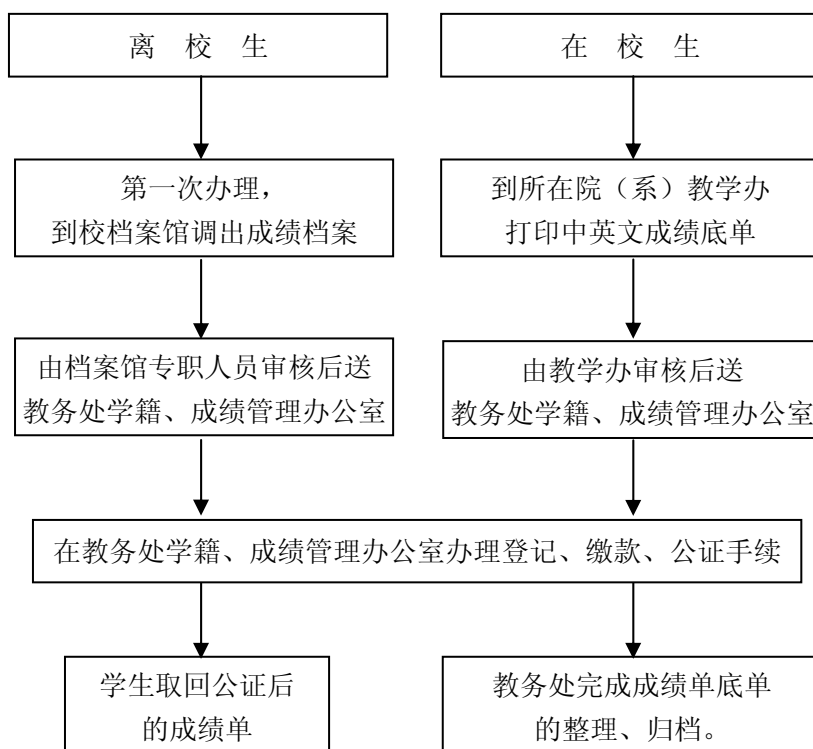 离 校 生
在 校 生
第一次办理，
到校档案馆调出成绩档案
到所在院（系）教学办
打印中英文成绩底单
由档案馆专职人员审核后送
教务处学籍、成绩管理办公室
由教学办审核后送
教务处学籍、成绩管理办公室
在教务处学籍、成绩管理办公室办理登记、缴款、公证手续
学生取回公证后
的成绩单
教务处完成成绩单底单
的整理、归档。